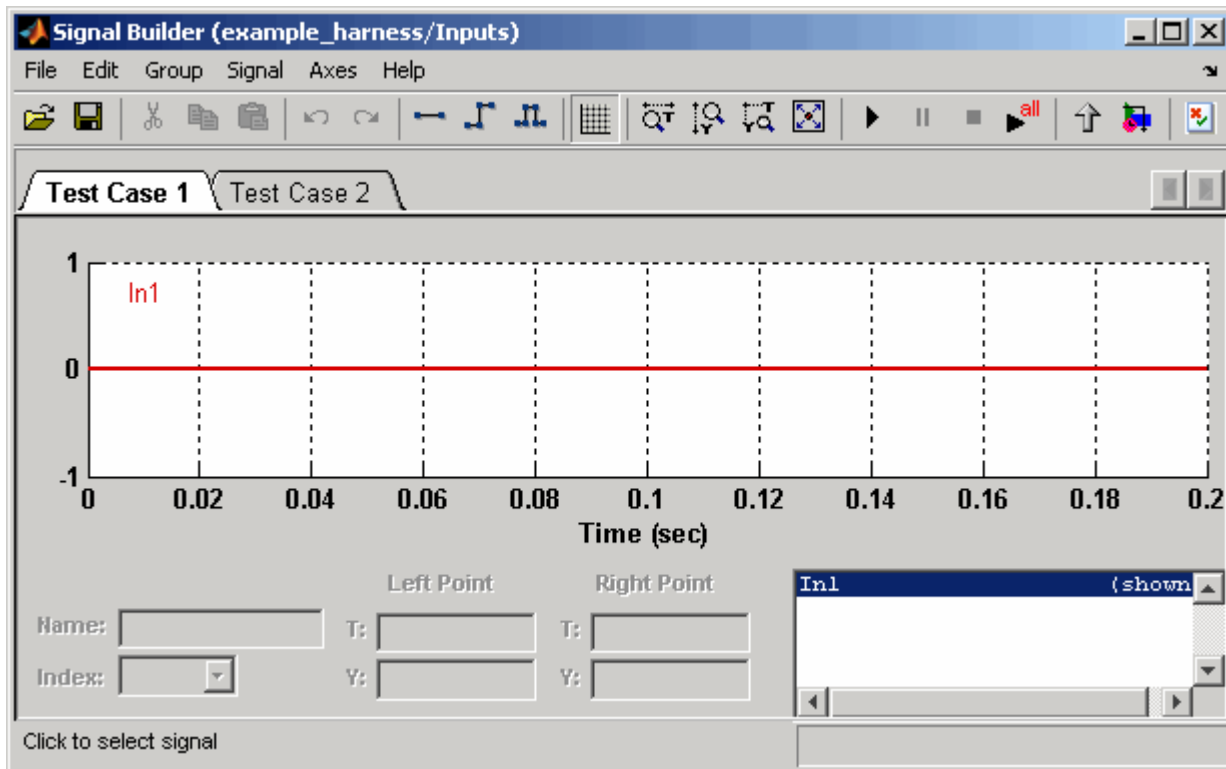 Signal Builder (example_harness/Inputs)
File Edit Group Signal Axes Help
all
Test Case 1 Test Case 2
1
In1
0
-1
0 0.02 0.04 0.06 0.08 0.1 0.12 0.14 0.16 0.18 0.2
Time (sec)
Left Point Right Point
In1 (shown
Name: T: T:
Index: Y: Y:
Click to select signal